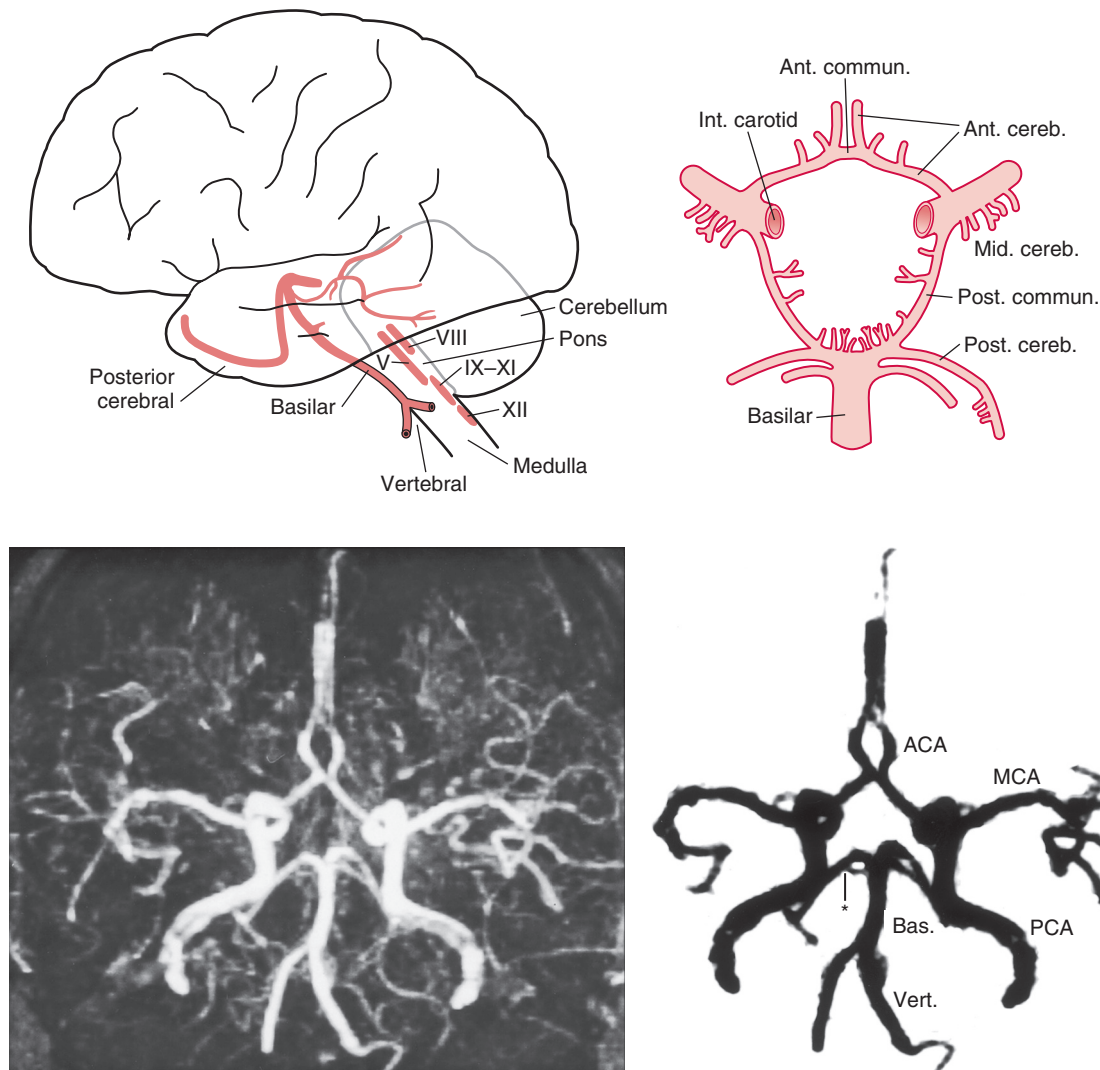 Cerebellum
Pons
VIII
V
IX–XI
XII
Posterior
cerebral
Basilar
Medulla
Vertebral
Ant. commun.
Int. carotid
Ant. cereb.
Mid. cereb.
Post. commun.
Post. cereb.
Basilar
ACA
MCA
*
Bas.
PCA
Vert.